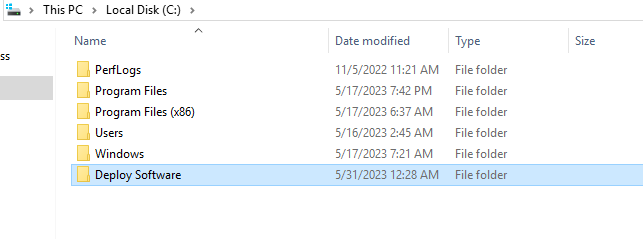 This PC > Local Disk (C:) >
ss
Name Date modified Type Size
PerfLogs 11/5/2022 11:21 AM File folder
Program Files 5/17/2023 7:42 PM File folder
Program Files (x86) 5/17/2023 6:37 AM File folder
Users 5/16/2023 2:45 AM File folder
Windows 5/17/2023 7:21 AM File folder
Deploy Software 5/31/2023 12:28 AM File folder